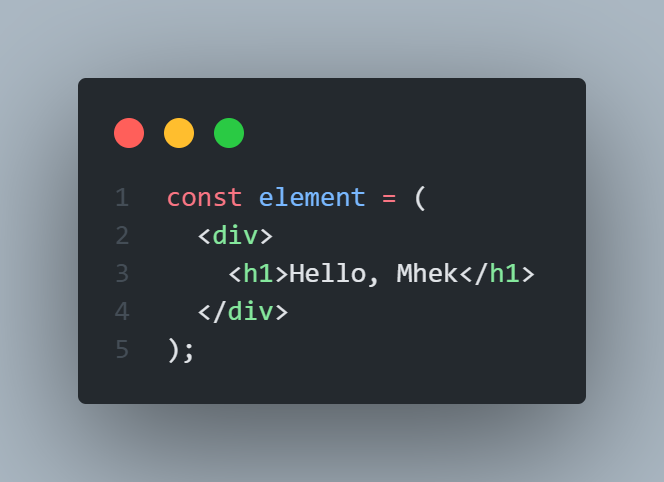 1 const element = (
2   <div>
3     <h1>Hello, Mhek</h1>
4   </div>
5 );